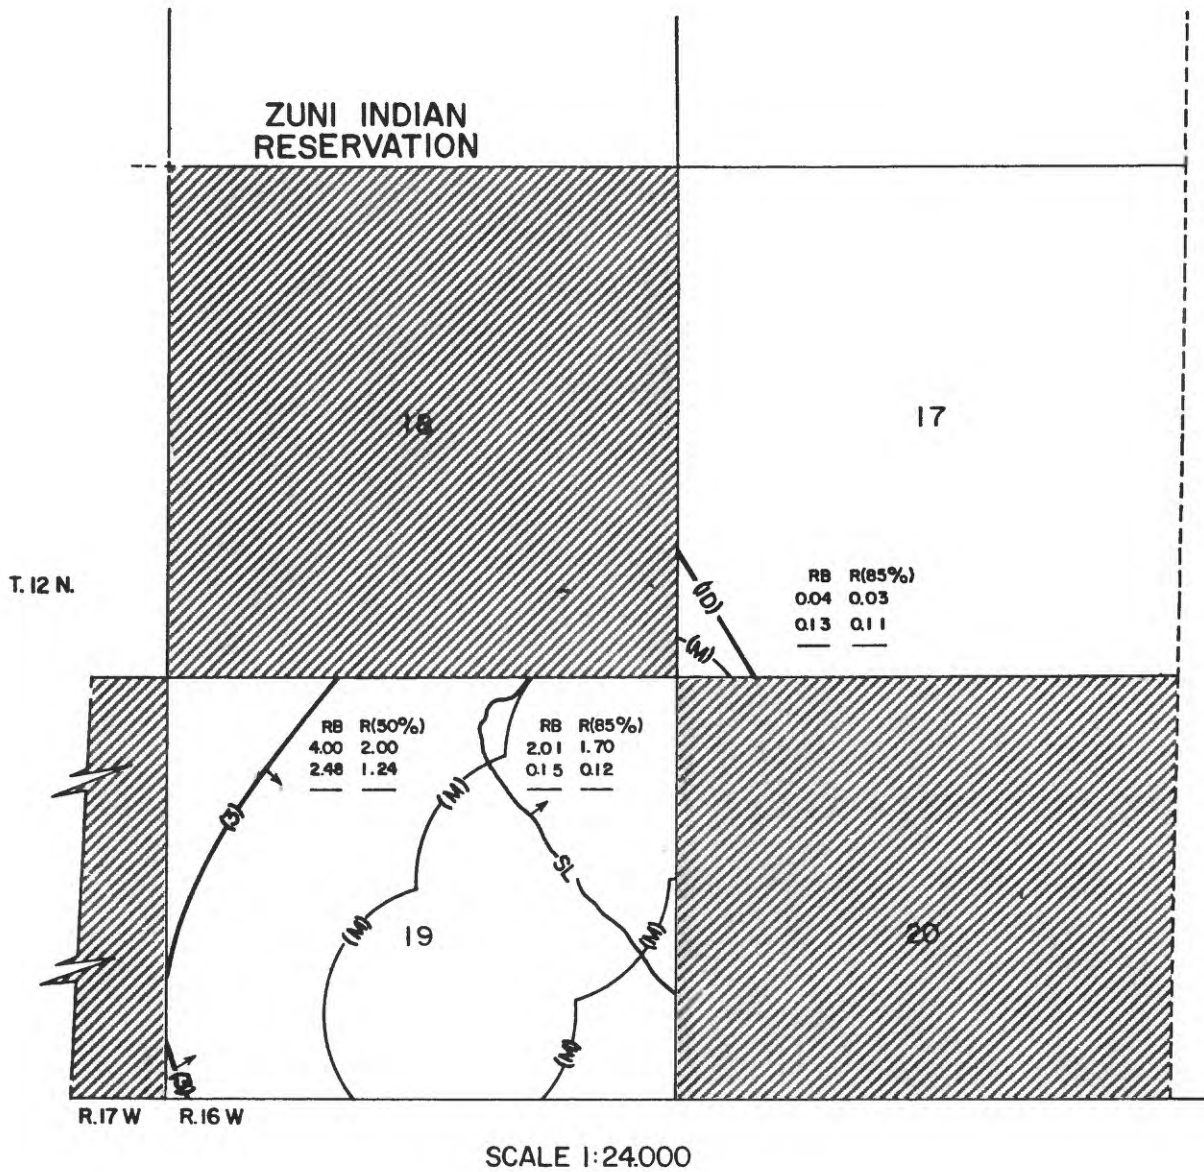 ZUNI INDIAN
RESERVATION
18
17
T. 12 N.
RB R(85%)
0.04 0.03
0.13 0.11
(1D)
(M)
RB R(50%)
4.00 2.00
2.48 1.24
RB R(85%)
2.01 1.70
0.15 0.12
(3)
(M)
SL
(M)
19
(M)
20
(M)
R.17 W
R.16 W
SCALE 1:24.000